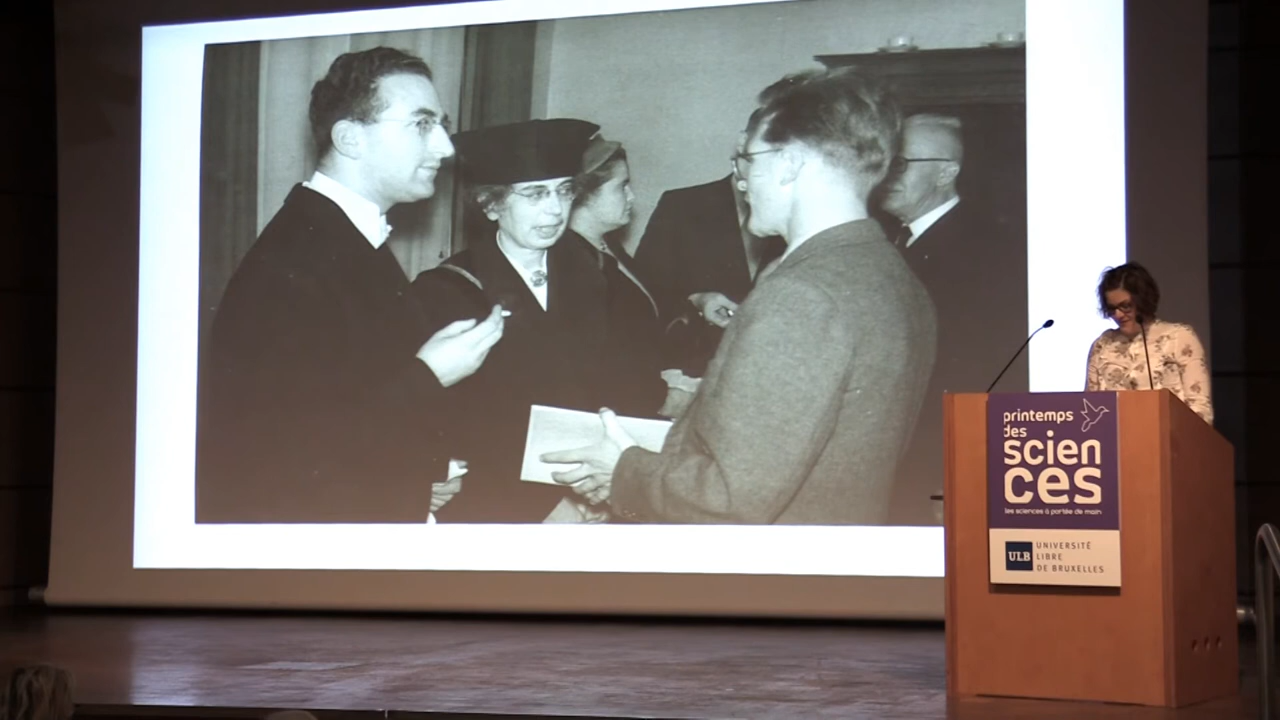 printemps
des
scien
ces
les sciences à portée de main
ULB
UNIVERSITÉ
LIBRE
DE BRUXELLES